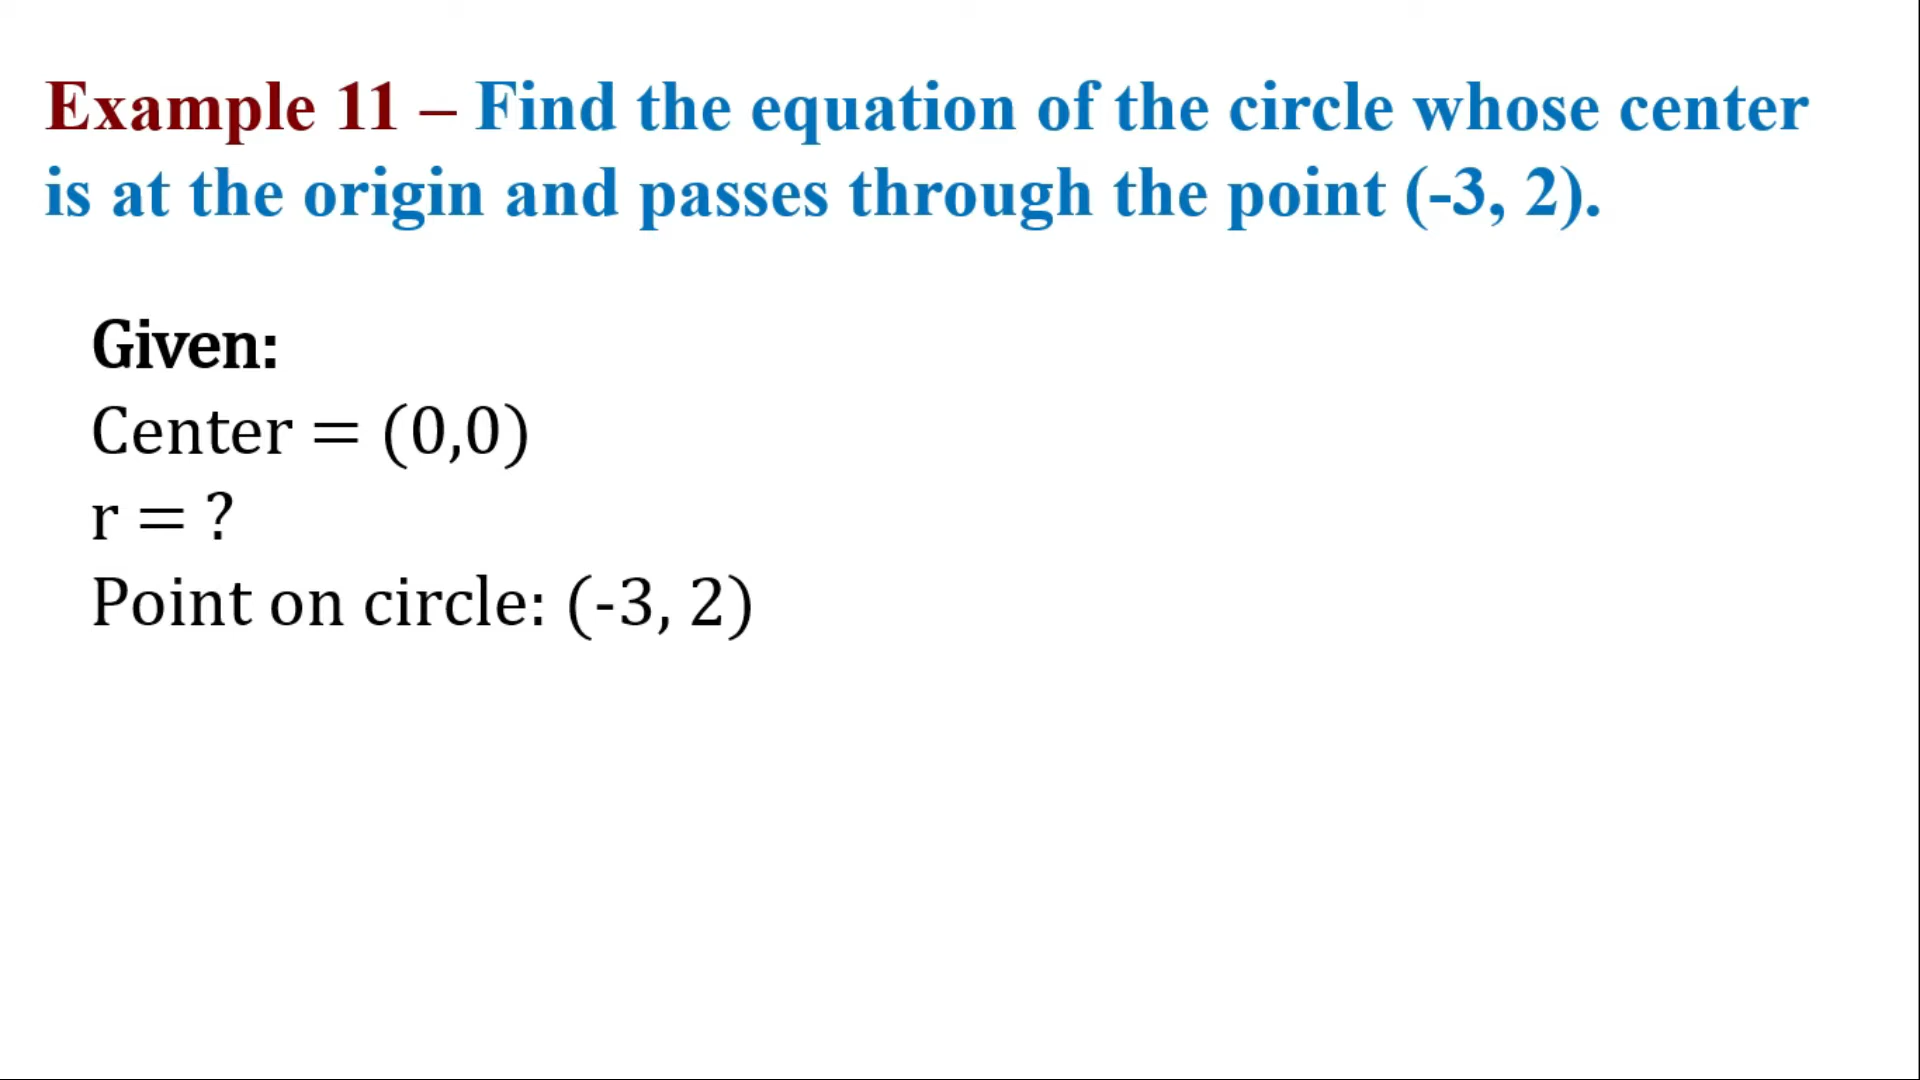 Example 11 – Find the equation of the circle whose center
is at the origin and passes through the point (-3, 2).
Given:
Center = (0,0)
r = ?
Point on circle: (-3, 2)